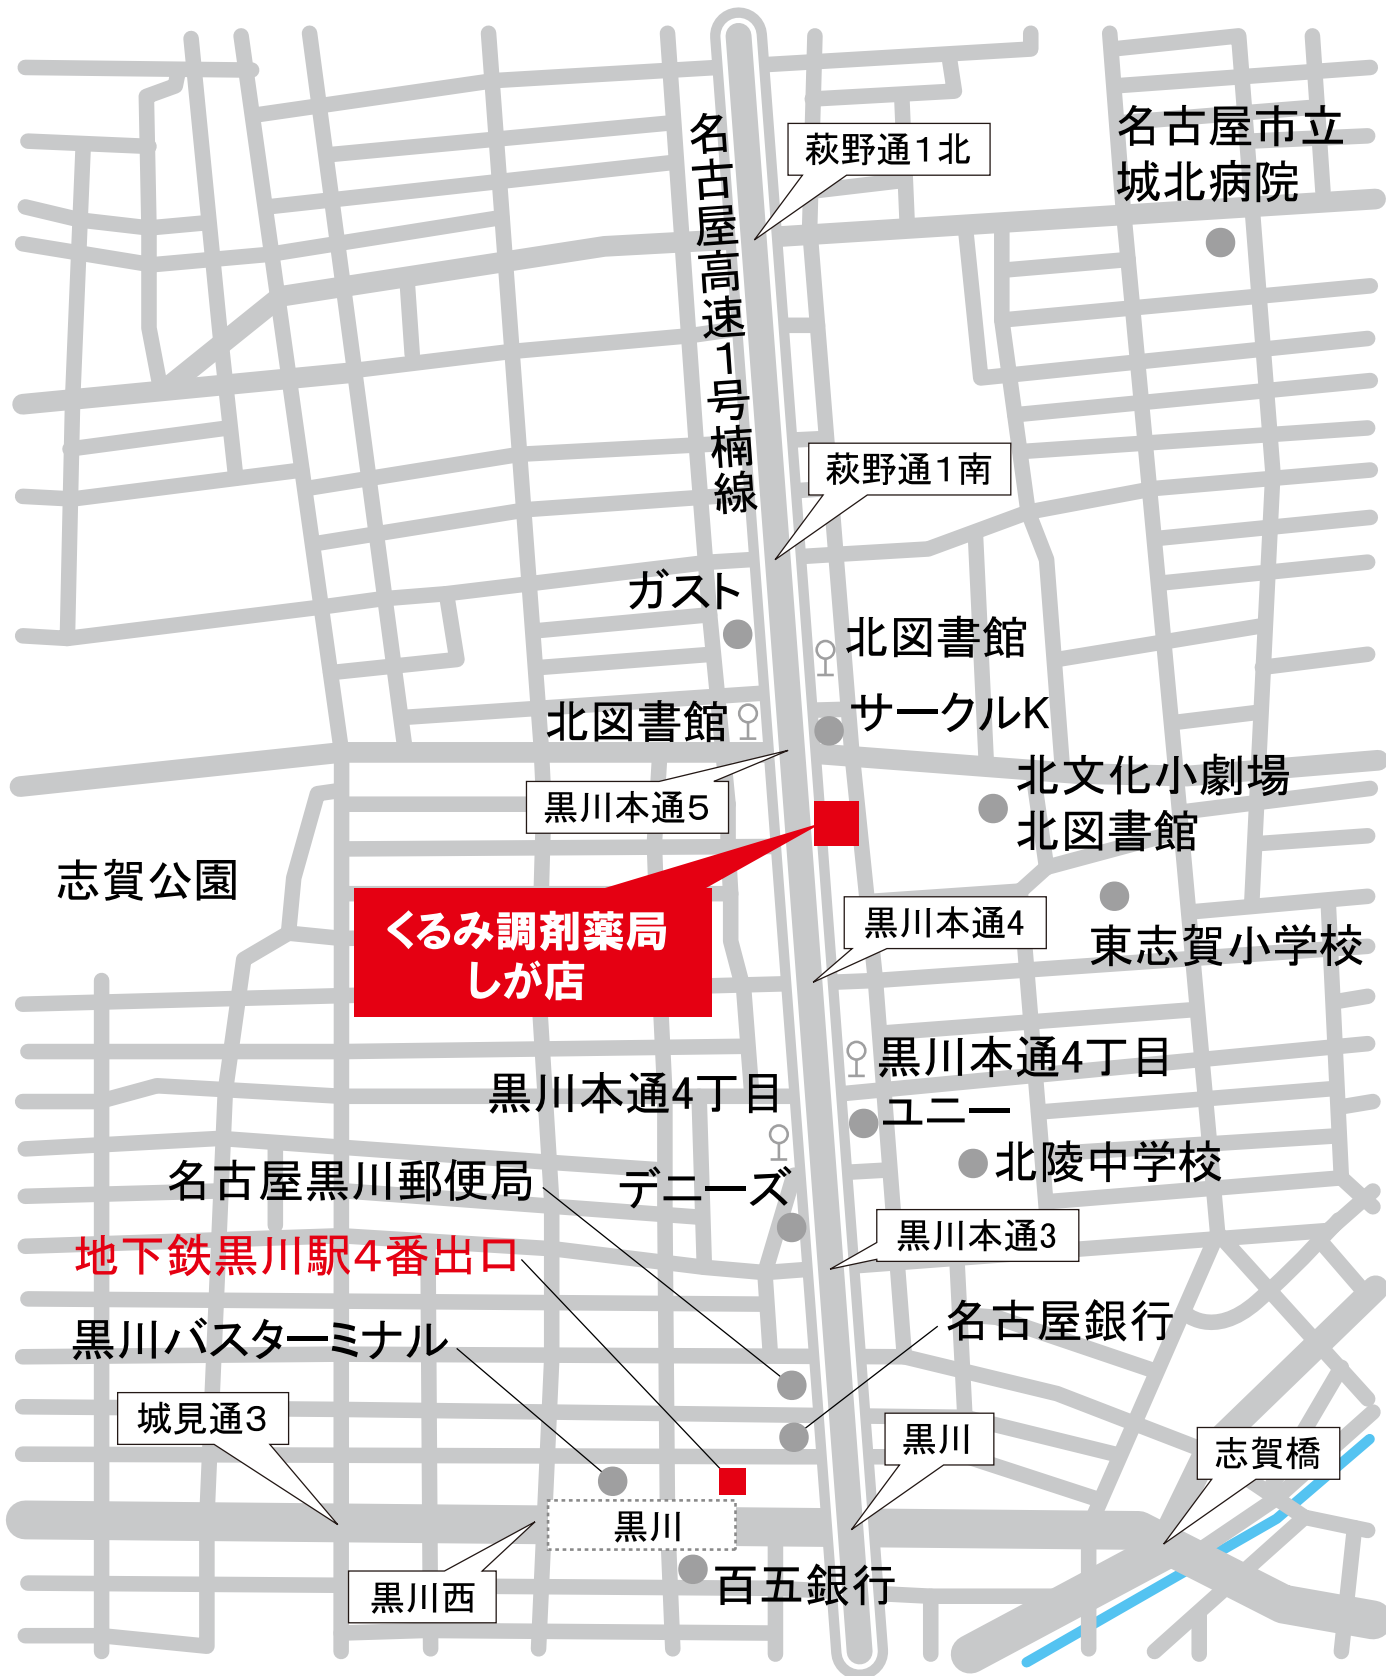 名古屋市立
城北病院
萩野通1北
名古屋高速1号楠線
萩野通1南
ガスト
北図書館
サークルK
北図書館
黒川本通5
北文化小劇場
北図書館
志賀公園
くるみ調剤薬局
しが店
黒川本通4
東志賀小学校
黒川本通4丁目
黒川本通4丁目
ユニー
北陵中学校
名古屋黒川郵便局
デニーズ
黒川本通3
地下鉄黒川駅4番出口
名古屋銀行
黒川バスターミナル
城見通3
黒川
志賀橋
黒川
黒川西
百五銀行